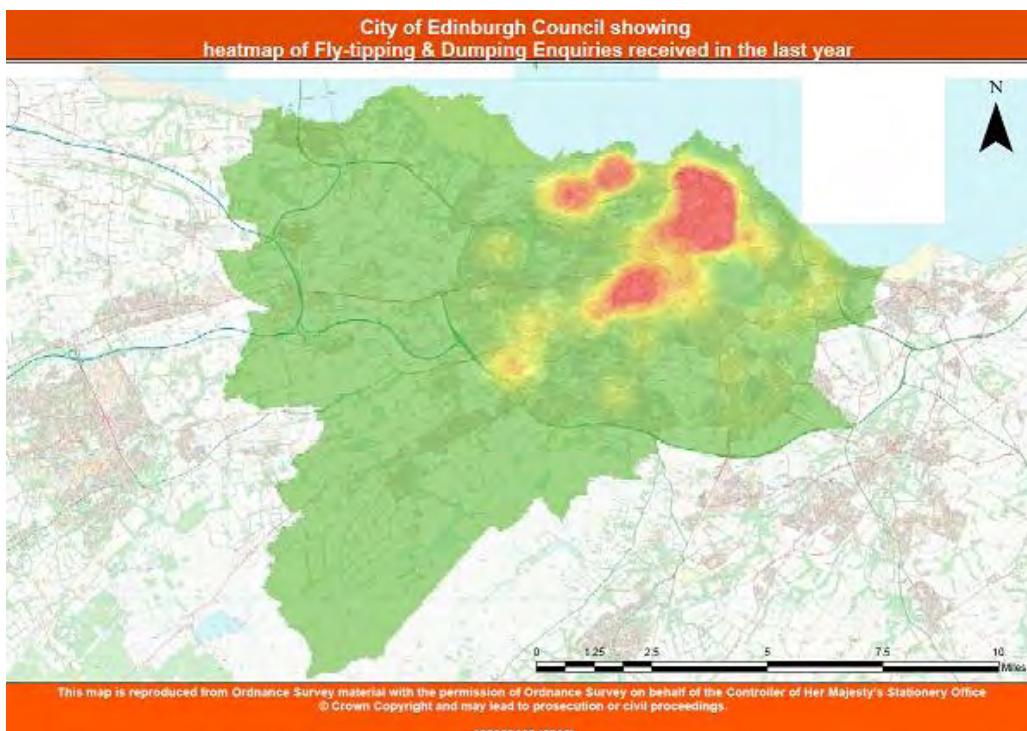 City of Edinburgh Council showing
heatmap of Fly-tipping & Dumping Enquiries received in the last year
N
0 1.25 2.5 5 7.5 10
Miles
This map is reproduced from Ordnance Survey material with the permission of Ordnance Survey on behalf of the Controller of Her Majesty's Stationery Office
© Crown Copyright and may lead to prosecution or civil proceedings.